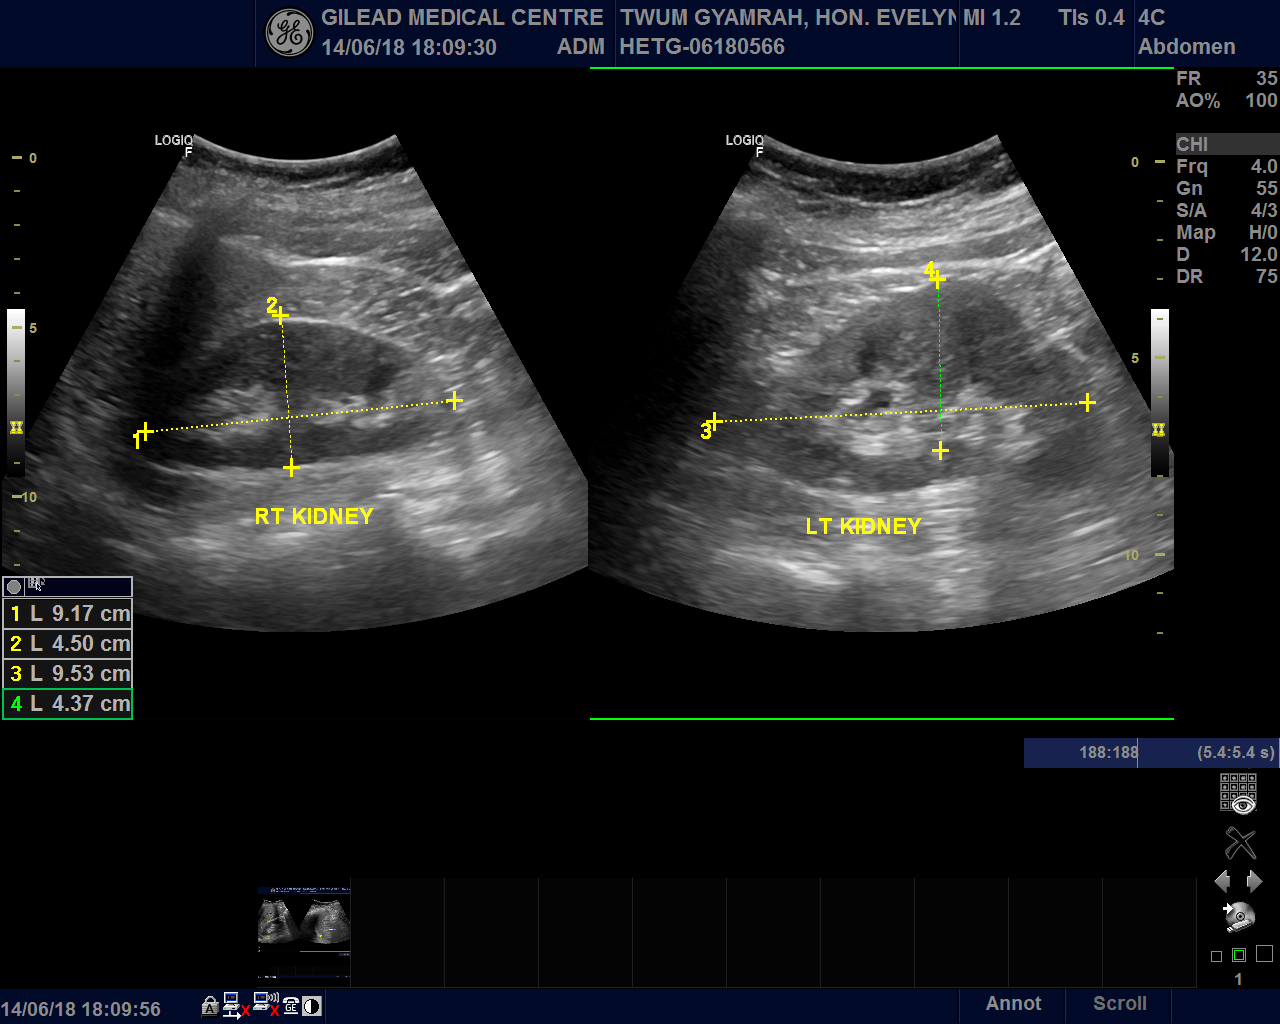 GILEAD MEDICAL CENTRE
14/06/18 18:09:30 ADM
TWUM GYAMRAH, HON. EVELYN
HETG-06180566
MI 1.2 TIs 0.4
4C
Abdomen
FR 35
AO% 100
CHI
Frq 4.0
Gn 55
S/A 4/3
Map H/0
D 12.0
DR 75
LOGIQ
F
0
5
10
1
2
RT KIDNEY
LOGIQ
F
0
5
10
3
4
LT KIDNEY
1 L 9.17 cm
2 L 4.50 cm
3 L 9.53 cm
4 L 4.37 cm
188:188 (5.4:5.4 s)
1
14/06/18 18:09:56
A
GE
Annot
Scroll